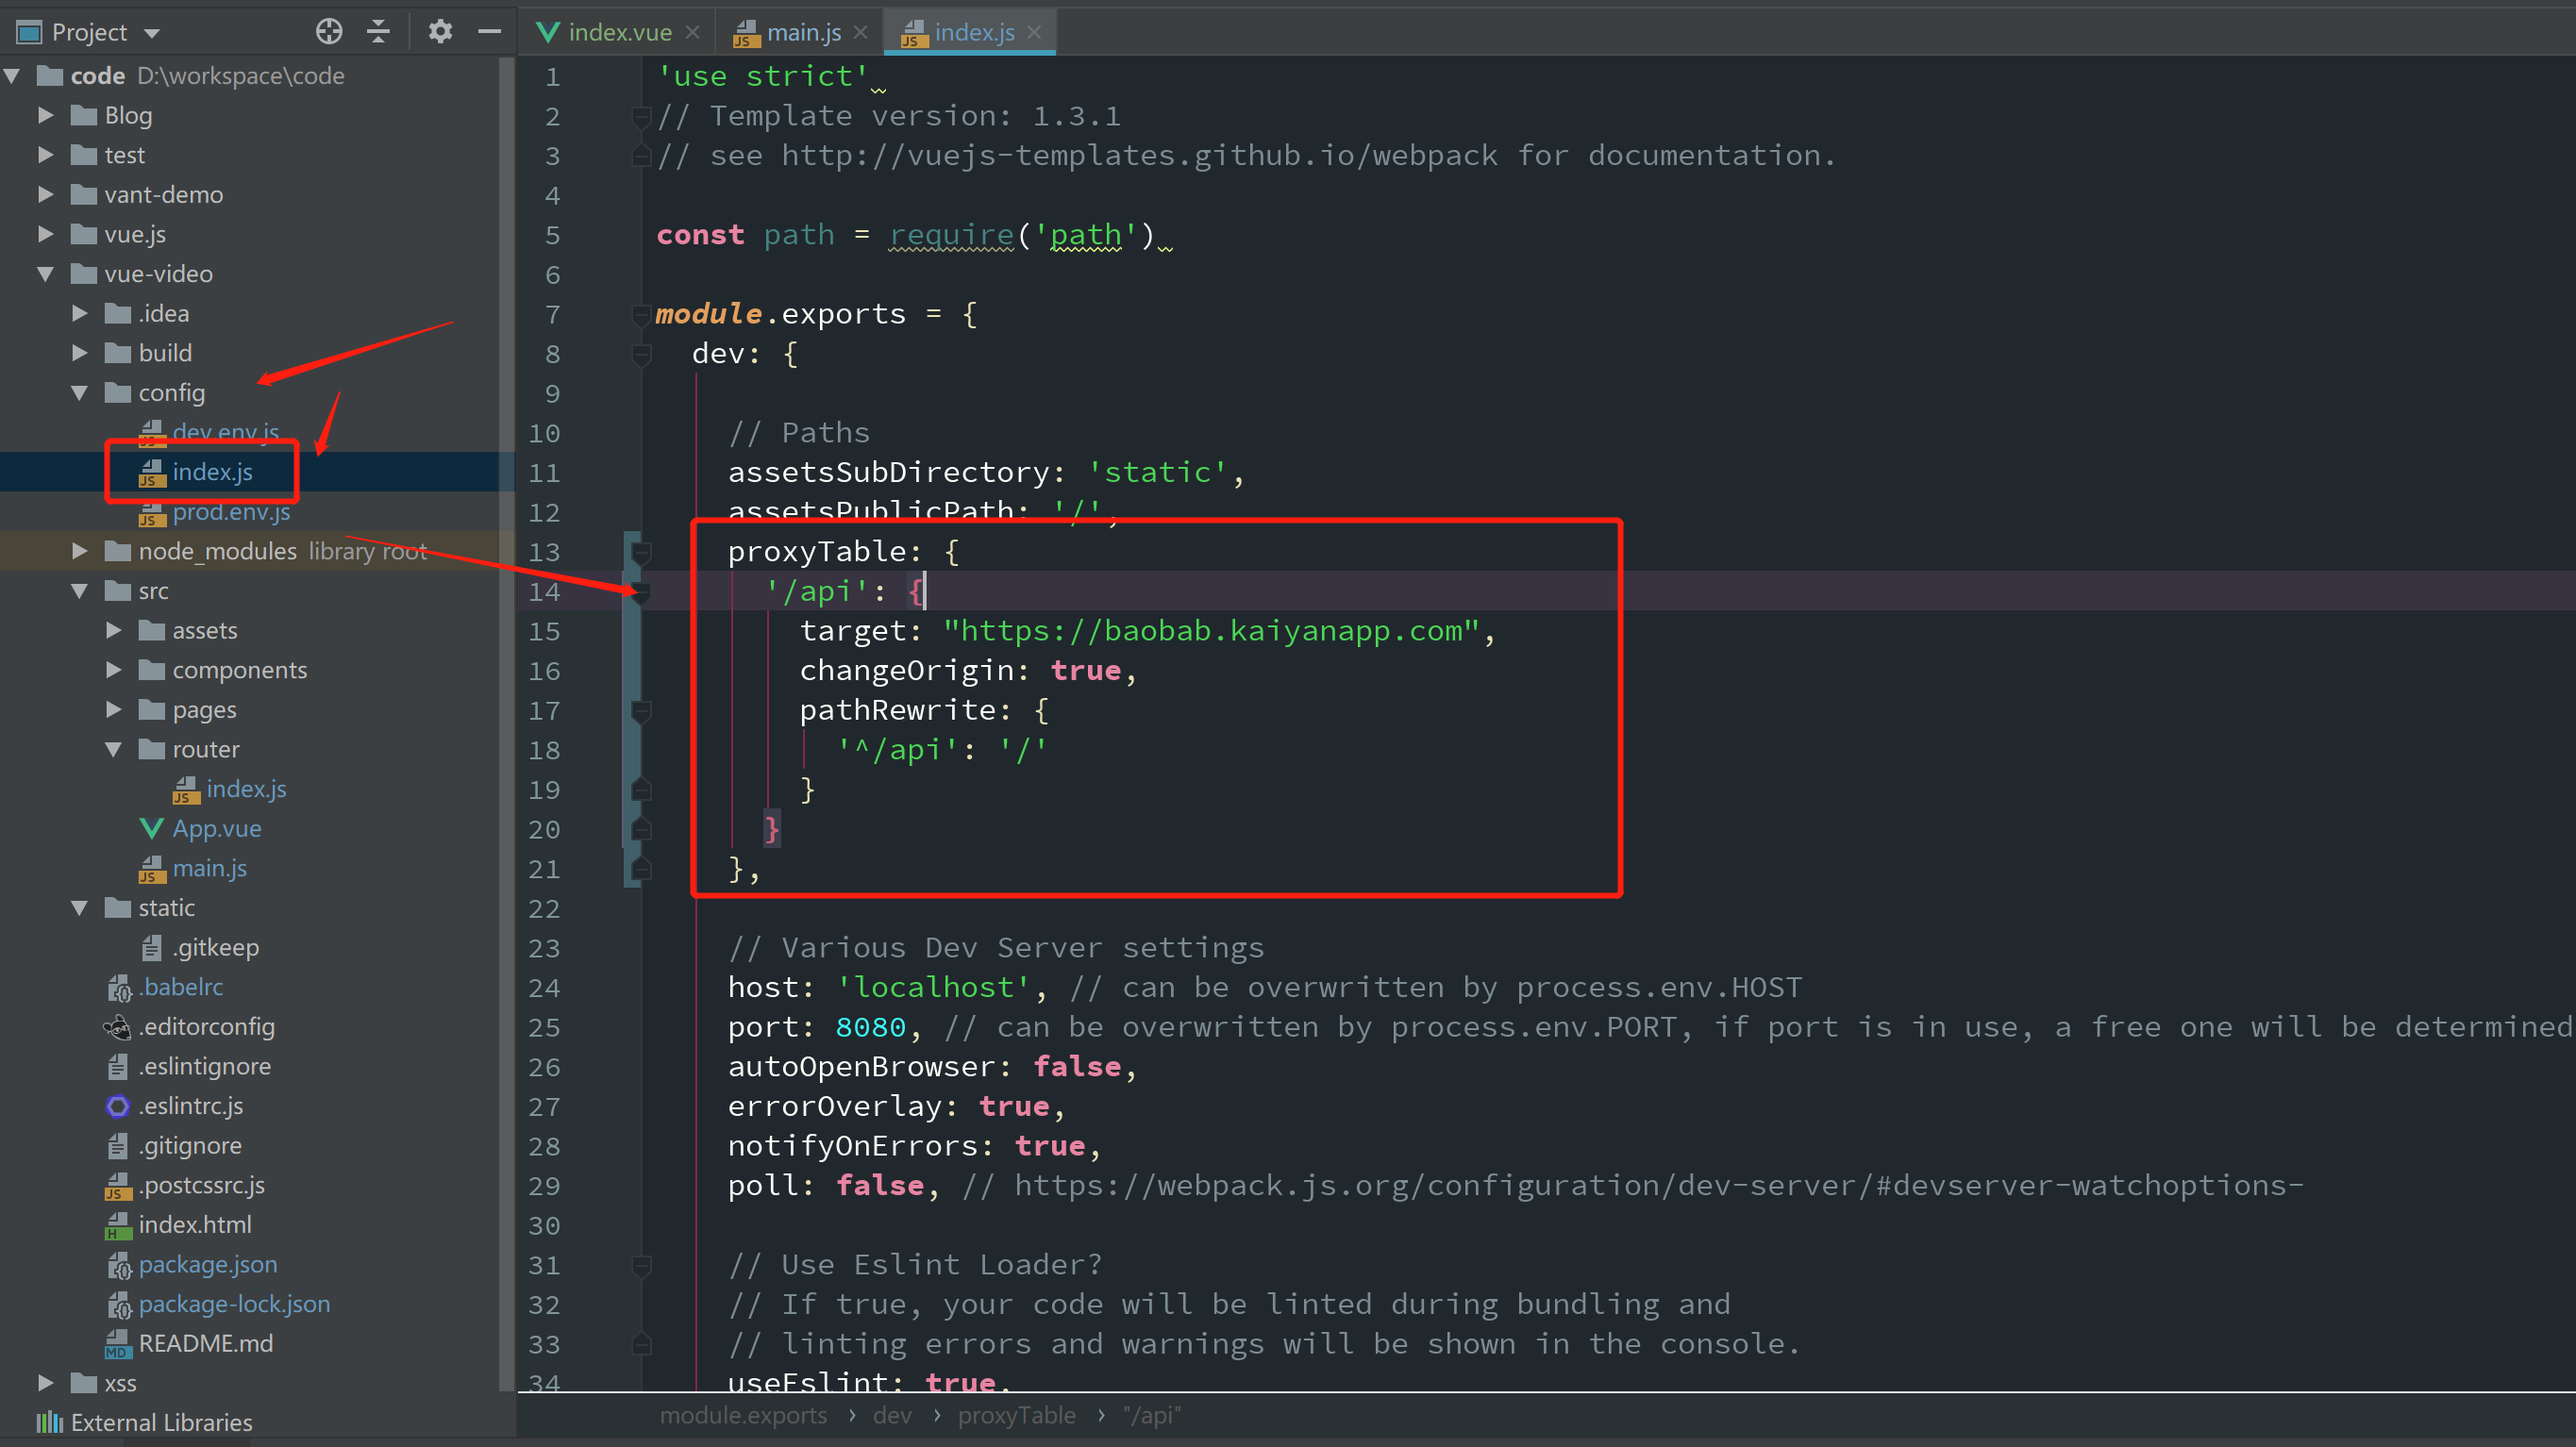 Project
code D:\workspace\code
Blog
test
vant-demo
vue.js
vue-video
.idea
build
config
dev.env.js
index.js
prod.env.js
node_modules library root
src
assets
components
pages
router
index.js
App.vue
main.js
static
.gitkeep
.babelrc
.editorconfig
.eslintignore
.eslintrc.js
.gitignore
.postcssrc.js
index.html
package.json
package-lock.json
README.md
xss
External Libraries
index.vue
main.js
index.js
1 'use strict'
2 // Template version: 1.3.1
3 // see http://vuejs-templates.github.io/webpack for documentation.
4
5 const path = require('path')
6
7 module.exports = {
8 dev: {
9
10 // Paths
11 assetsSubDirectory: 'static',
12 assetsPublicPath: '/',
13 proxyTable: {
14 '/api': {
15 target: "https://baobab.kaiyanapp.com",
16 changeOrigin: true,
17 pathRewrite: {
18 '^/api': '/'
19 }
20 }
21 },
22
23 // Various Dev Server settings
24 host: 'localhost', // can be overwritten by process.env.HOST
25 port: 8080, // can be overwritten by process.env.PORT, if port is in use, a free one will be determined
26 autoOpenBrowser: false,
27 errorOverlay: true,
28 notifyOnErrors: true,
29 poll: false, // https://webpack.js.org/configuration/dev-server/#devserver-watchoptions-
30
31 // Use Eslint Loader?
32 // If true, your code will be linted during bundling and
33 // linting errors and warnings will be shown in the console.
34 useEslint: true,
module.exports › dev › proxyTable › "/api"